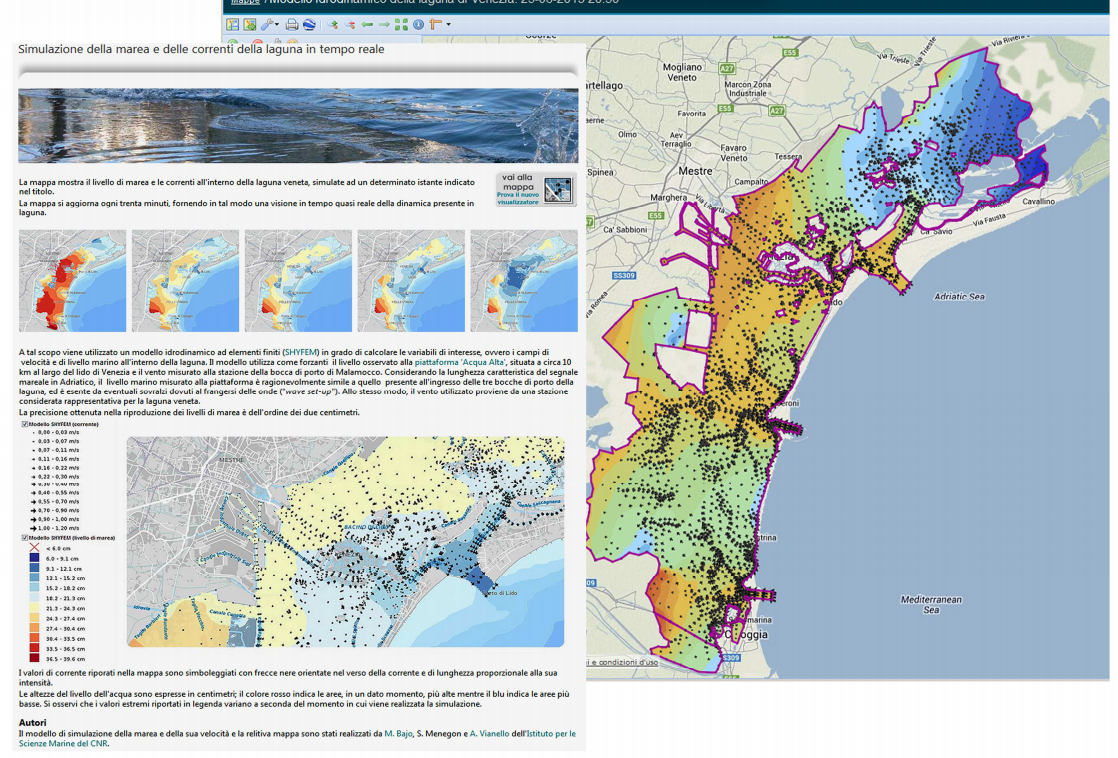 Mappe / Modello idrodinamico della laguna di Venezia: 25-06-2013 20:30
Simulazione della marea e delle correnti della laguna in tempo reale
La mappa mostra il livello di marea e le correnti all'interno della laguna veneta, simulate ad un determinato istante indicato
nel titolo.
La mappa si aggiorna ogni trenta minuti, fornendo in tal modo una visione in tempo quasi reale della dinamica presente in
laguna.
vai alla
mappa
Prova il nuovo
visualizzatore
A tal scopo viene utilizzato un modello idrodinamico ad elementi finiti (SHYFEM) in grado di calcolare le variabili di interesse, ovvero i campi di
velocità e di livello marino all'interno della laguna. Il modello utilizza come forzanti il livello osservato alla piattaforma 'Acqua Alta', situata a circa 10
km al largo del lido di Venezia e il vento misurato alla stazione della bocca di porto di Malamocco. Considerando la lunghezza caratteristica del segnale
mareale in Adriatico, il livello marino misurato alla piattaforma è ragionevolmente simile a quello presente all'ingresso delle tre bocche di porto della
laguna, ed è esente da eventuali sovralzi dovuti al frangersi delle onde ("wave set-up"). Allo stesso modo, il vento utilizzato proviene da una stazione
considerata rappresentativa per la laguna veneta.
La precisione ottenuta nella riproduzione dei livelli di marea è dell'ordine dei due centimetri.
Modello SHYFEM (corrente)
0,00 - 0,03 m/s
0,03 - 0,07 m/s
0,07 - 0,11 m/s
0,11 - 0,16 m/s
0,16 - 0,22 m/s
0,22 - 0,30 m/s
0,30 - 0,40 m/s
0,40 - 0,55 m/s
0,55 - 0,70 m/s
0,70 - 0,90 m/s
0,90 - 1,00 m/s
1,00 - 1,20 m/s
Modello SHYFEM (livello di marea)
< 6.0 cm
6.0 - 9.1 cm
9.1 - 12.1 cm
12.1 - 15.2 cm
15.2 - 18.2 cm
18.2 - 21.3 cm
21.3 - 24.3 cm
24.3 - 27.4 cm
27.4 - 30.4 cm
30.4 - 33.5 cm
33.5 - 36.5 cm
36.5 - 39.6 cm
MESTRE
I valori di corrente riporati nella mappa sono simboleggiati con frecce nere orientate nel verso della corrente e di lunghezza proporzionale alla sua
intensità.
Le altezze del livello dell'acqua sono espresse in centimetri; il colore rosso indica le aree, in un dato momento, più alte mentre il blu indica le aree più
basse. Si osservi che i valori estremi riportati in legenda variano a seconda del momento in cui viene realizzata la simulazione.
Autori
Il modello di simulazione della marea e della sua velocità e la relitiva mappa sono stati realizzati da M. Bajo, S. Menegon e A. Vianello dell'Istituto per le
Scienze Marine del CNR.
E55
Via Trieste
Via Riviera
Mogliano
Veneto
A27
Marcon Zona
Industriale
artellago
Favorita
E55
A27
Olmo
Aev
Terraglio
Favaro
Veneto
Tessera
Spinea
Mestre
Campalto
Marghera
E55
Ca' Sabbioni
Via Libertà
Cavallino
Via Fausta
Ca' Savio
SS309
Adriatic Sea
Mediterranean
Sea
S309
i e condizioni d'uso